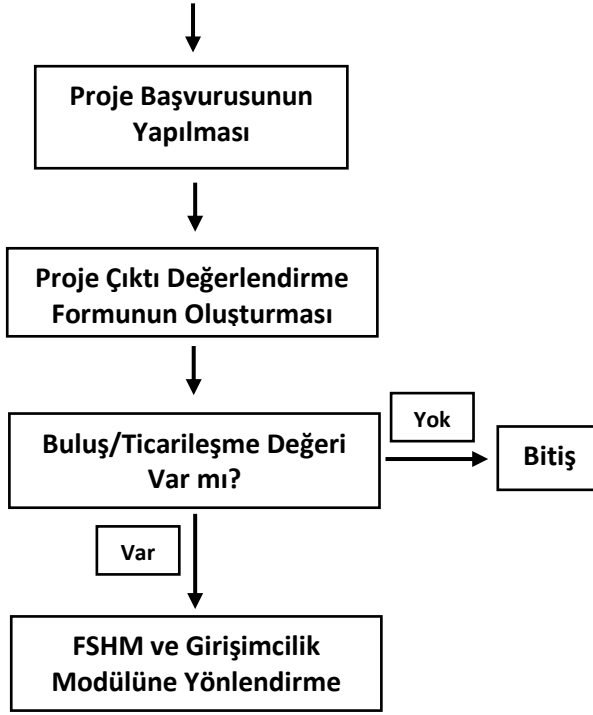 Proje Başvurusunun
Yapılması
Proje Çıktı Değerlendirme
Formunun Oluşturması
Buluş/Ticarileşme Değeri
Var mı?
Yok
Bitiş
Var
FSHM ve Girişimcilik
Modülüne Yönlendirme